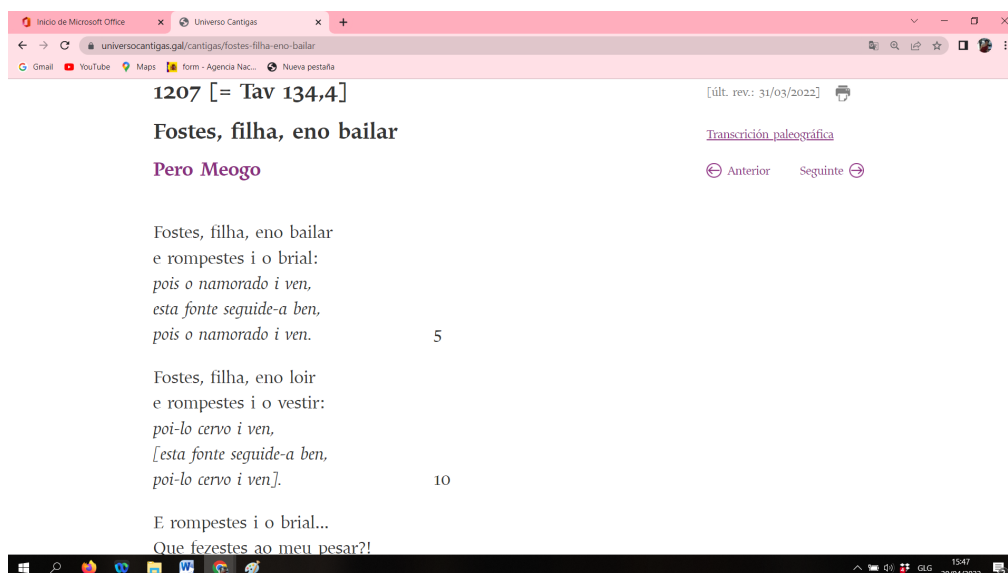 Inicio de Microsoft Office
Universo Cantigas
universocantigas.gal/cantigas/fostes-filha-eno-bailar
Gmail YouTube Maps form - Agencia Nac... Nueva pestaña
1207 [= Tav 134,4]
[últ. rev.: 31/03/2022]
Fostes, filha, eno bailar
Transcrición paleográfica
Pero Meogo
Anterior Seguinte
Fostes, filha, eno bailar
e rompestes i o brial:
pois o namorado i ven,
esta fonte seguide-a ben,
pois o namorado i ven. 5
Fostes, filha, eno loir
e rompestes i o vestir:
poi-lo cervo i ven,
[esta fonte seguide-a ben,
poi-lo cervo i ven]. 10
E rompestes i o brial...
Que fezestes ao meu pesar?!
GLG 15:47